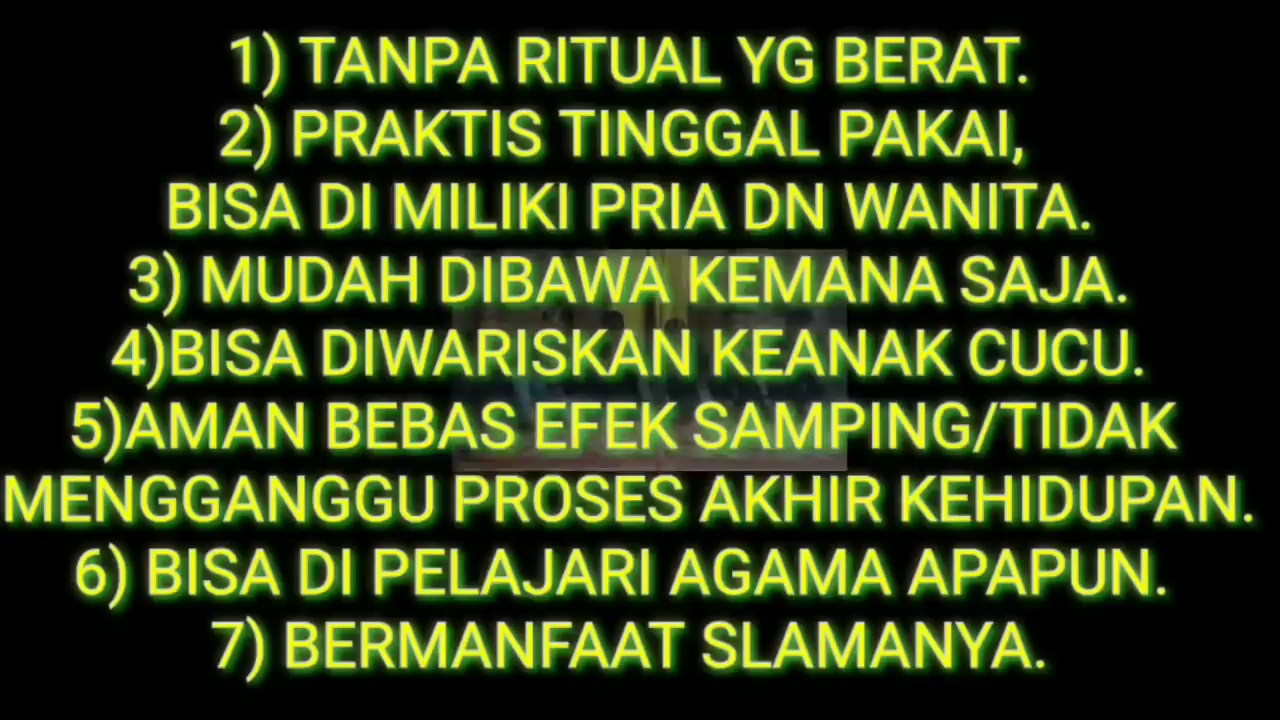 1) TANPA RITUAL YG BERAT.
2) PRAKTIS TINGGAL PAKAI,
BISA DI MILIKI PRIA DN WANITA.
3) MUDAH DIBAWA KEMANA SAJA.
4)BISA DIWARISKAN KEANAK CUCU.
5)AMAN BEBAS EFEK SAMPING/TIDAK
MENGGANGGU PROSES AKHIR KEHIDUPAN.
6) BISA DI PELAJARI AGAMA APAPUN.
7) BERMANFAAT SLAMANYA.